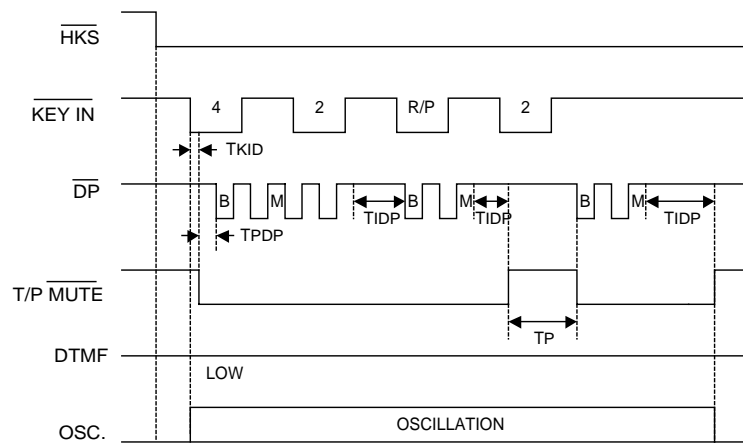 HKS
KEY IN
4 2 R/P 2
TKID
DP
B M B M B M
TIDP TIDP TIDP
TPDP
T/P MUTE
TP
DTMF
LOW
OSCILLATION
OSC.